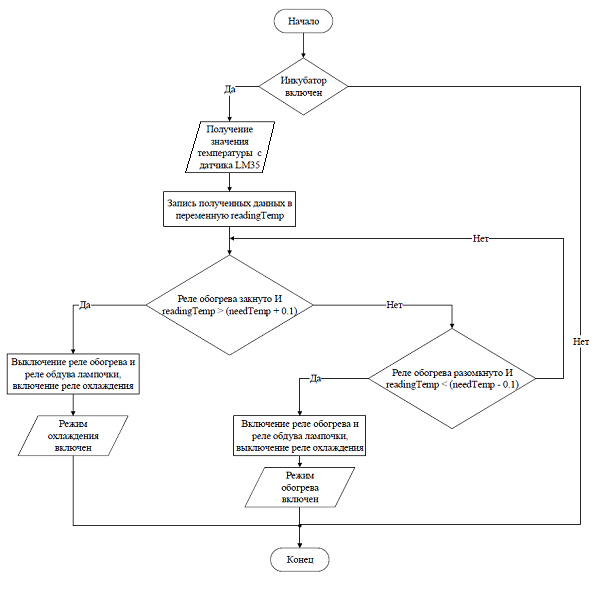 Начало
Инкубатор
включен
Да
Получение
значения
температуры с
датчика LM35
Запись полученных данных в
переменную readingTemp
Нет
Реле обогрева закнуто И
readingTemp > (needTemp + 0.1)
Да
Нет
Нет
Выключение реле обогрева и
реле обдува лампочки,
включение реле охлаждения
Реле обогрева разомкнуто И
readingTemp < (needTemp - 0.1)
Да
Режим
охлаждения
включен
Включение реле обогрева и
реле обдува лампочки,
выключение реле охлаждения
Режим
обогрева
включен
Конец